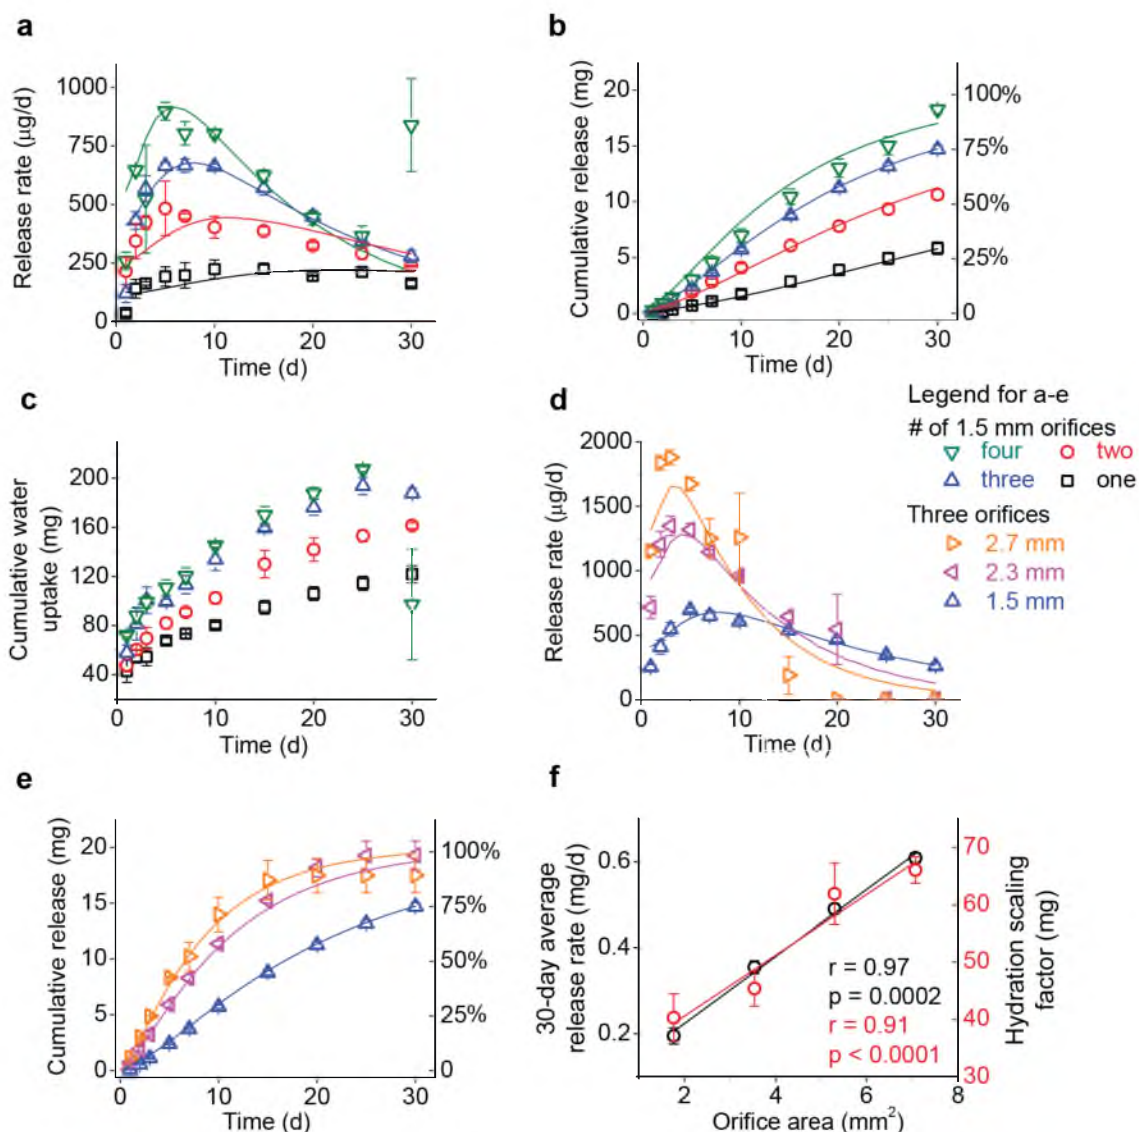 a
1000
750
500
250
0
Release rate (μg/d)
0 10 20 30
Time (d)
b
20
15
10
5
0
Cumulative release (mg)
100%
75%
50%
25%
0
0 10 20 30
Time (d)
c
200
160
120
80
40
Cumulative water
uptake (mg)
0 10 20 30
Time (d)
d
2000
1500
1000
500
0
Release rate (μg/d)
0 10 20 30
Time (d)
Legend for a-e
# of 1.5 mm orifices
four two
three one
Three orifices
2.7 mm
2.3 mm
1.5 mm
e
20
15
10
5
0
Cumulative release (mg)
100%
75%
50%
25%
0
0 10 20 30
Time (d)
f
0.6
0.4
0.2
30-day average
release rate (mg/d)
70
60
50
40
30
Hydration scaling
factor (mg)
r = 0.97
p = 0.0002
r = 0.91
p < 0.0001
2 4 6 8
Orifice area (mm²)